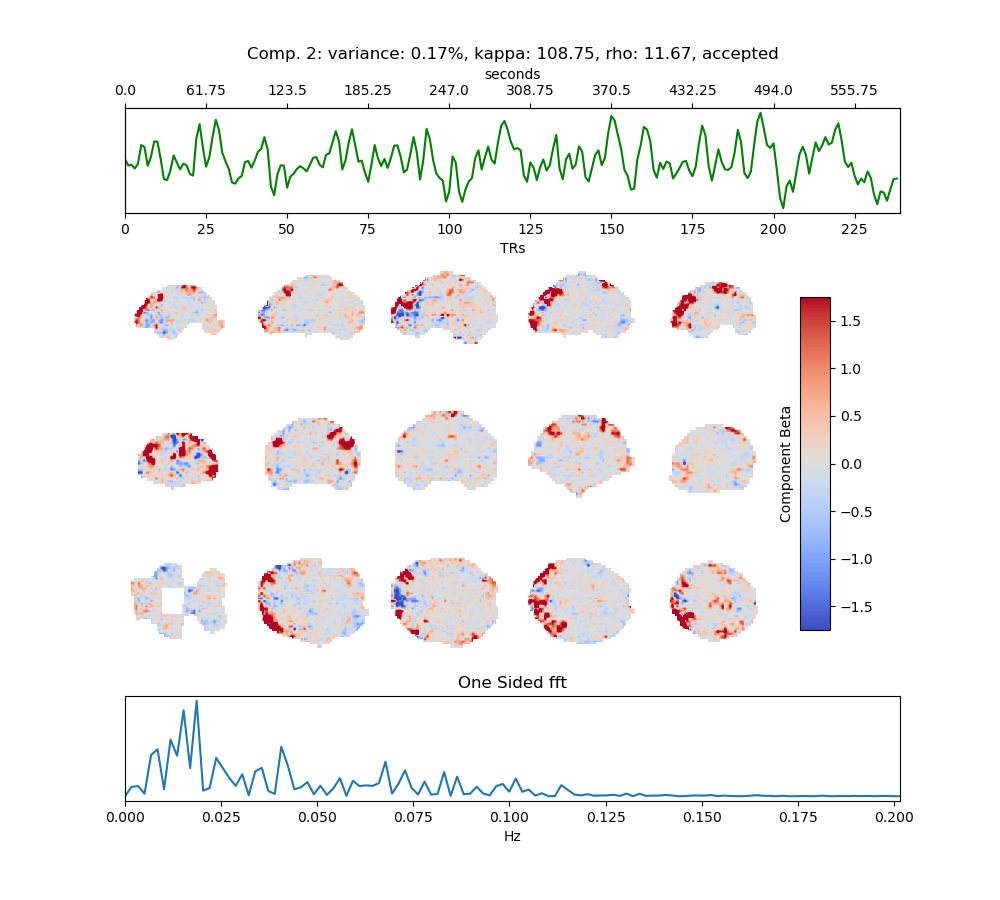 Comp. 2: variance: 0.17%, kappa: 108.75, rho: 11.67, accepted
seconds
0.0 61.75 123.5 185.25 247.0 308.75 370.5 432.25 494.0 555.75
0 25 50 75 100 125 150 175 200 225
TRs
1.5
1.0
0.5
0.0
−0.5
−1.0
−1.5
Component Beta
One Sided fft
0.000 0.025 0.050 0.075 0.100 0.125 0.150 0.175 0.200
Hz